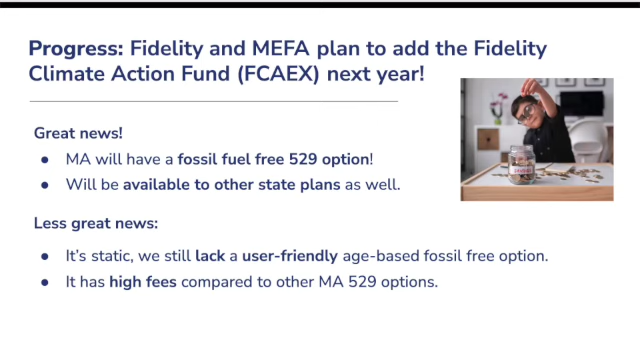 Progress: Fidelity and MEFA plan to add the Fidelity
Climate Action Fund (FCAEX) next year!
Great news!
● MA will have a fossil fuel free 529 option!
● Will be available to other state plans as well.
Less great news:
● It's static, we still lack a user-friendly age-based fossil free option.
● It has high fees compared to other MA 529 options.